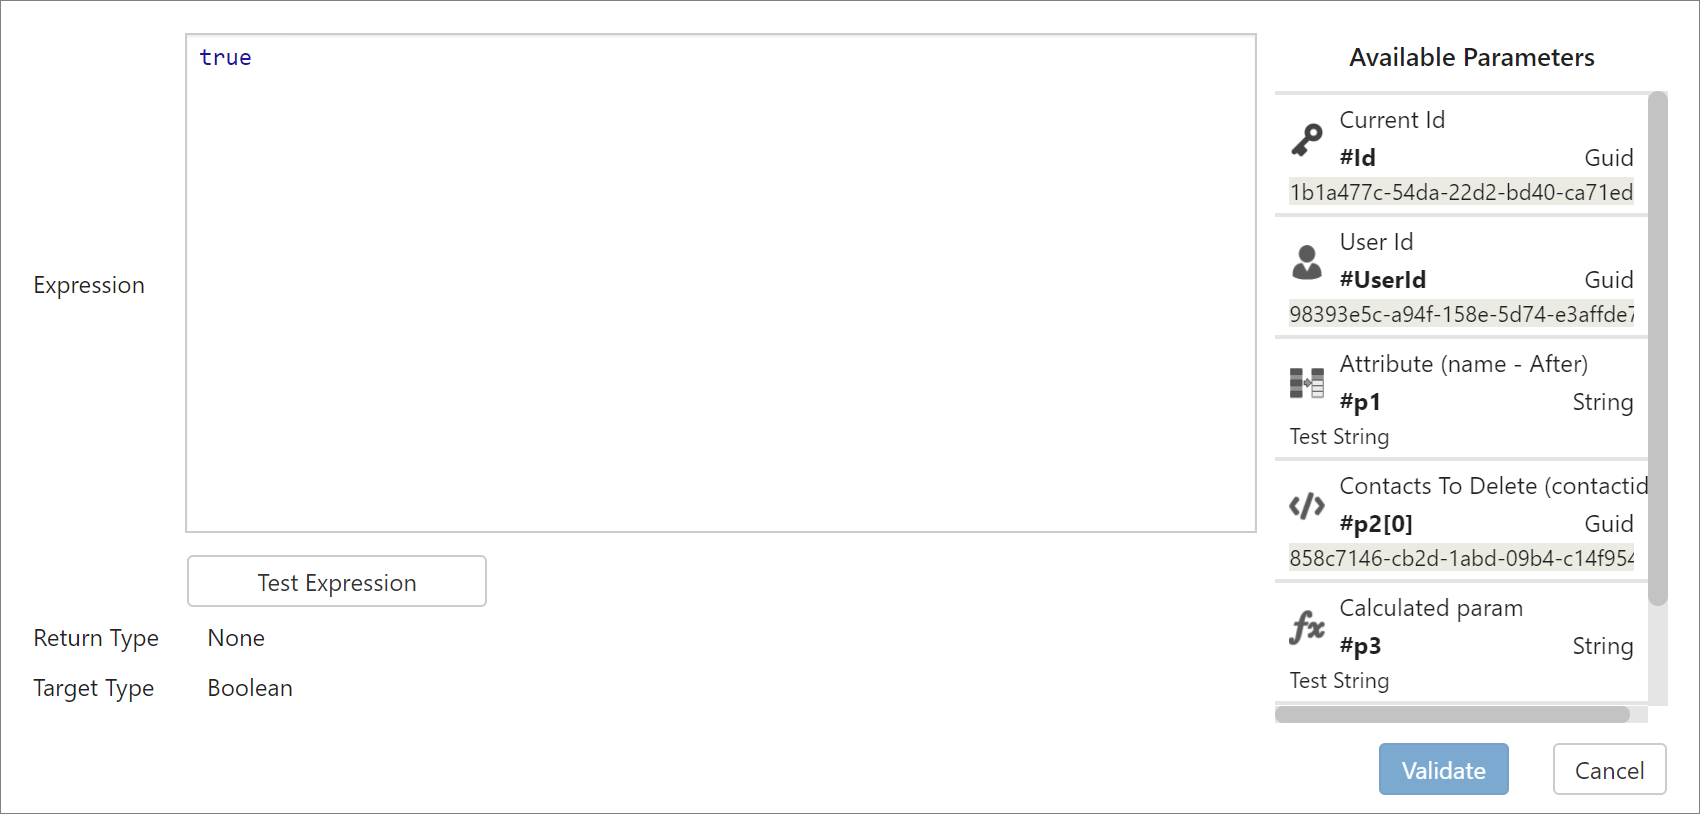 true
Expression
Test Expression
Return Type None
Target Type Boolean
Available Parameters
Current Id
#Id Guid
1b1a477c-54da-22d2-bd40-ca71ed
User Id
#UserId Guid
98393e5c-a94f-158e-5d74-e3affde7
Attribute (name - After)
#p1 String
Test String
Contacts To Delete (contactid
#p2[0] Guid
858c7146-cb2d-1abd-09b4-c14f954
Calculated param
fx
#p3 String
Test String
Validate Cancel